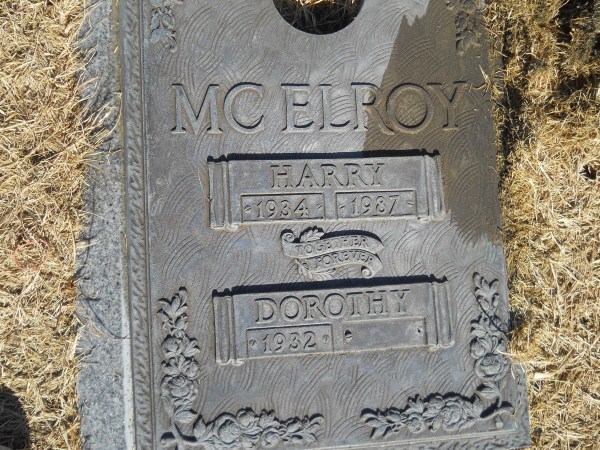 MC ELROY
HARRY
1934 1987
TOGETHER
FOREVER
DOROTHY
1932